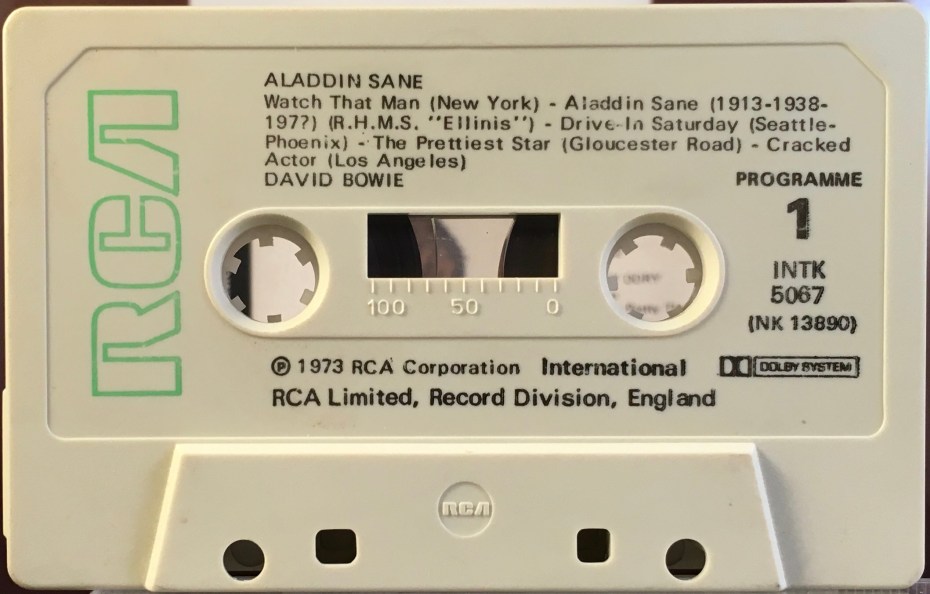 RCA
ALADDIN SANE
Watch That Man (New York) - Aladdin Sane (1913-1938-
197?) (R.H.M.S. "Ellinis") - Drive-In Saturday (Seattle-
Phoenix) - The Prettiest Star (Gloucester Road) - Cracked
Actor (Los Angeles)
DAVID BOWIE
PROGRAMME
1
INTK
5067
(NK 13890)
100 50 0
℗ 1973 RCA Corporation International
DOLBY SYSTEM
RCA Limited, Record Division, England
RCA